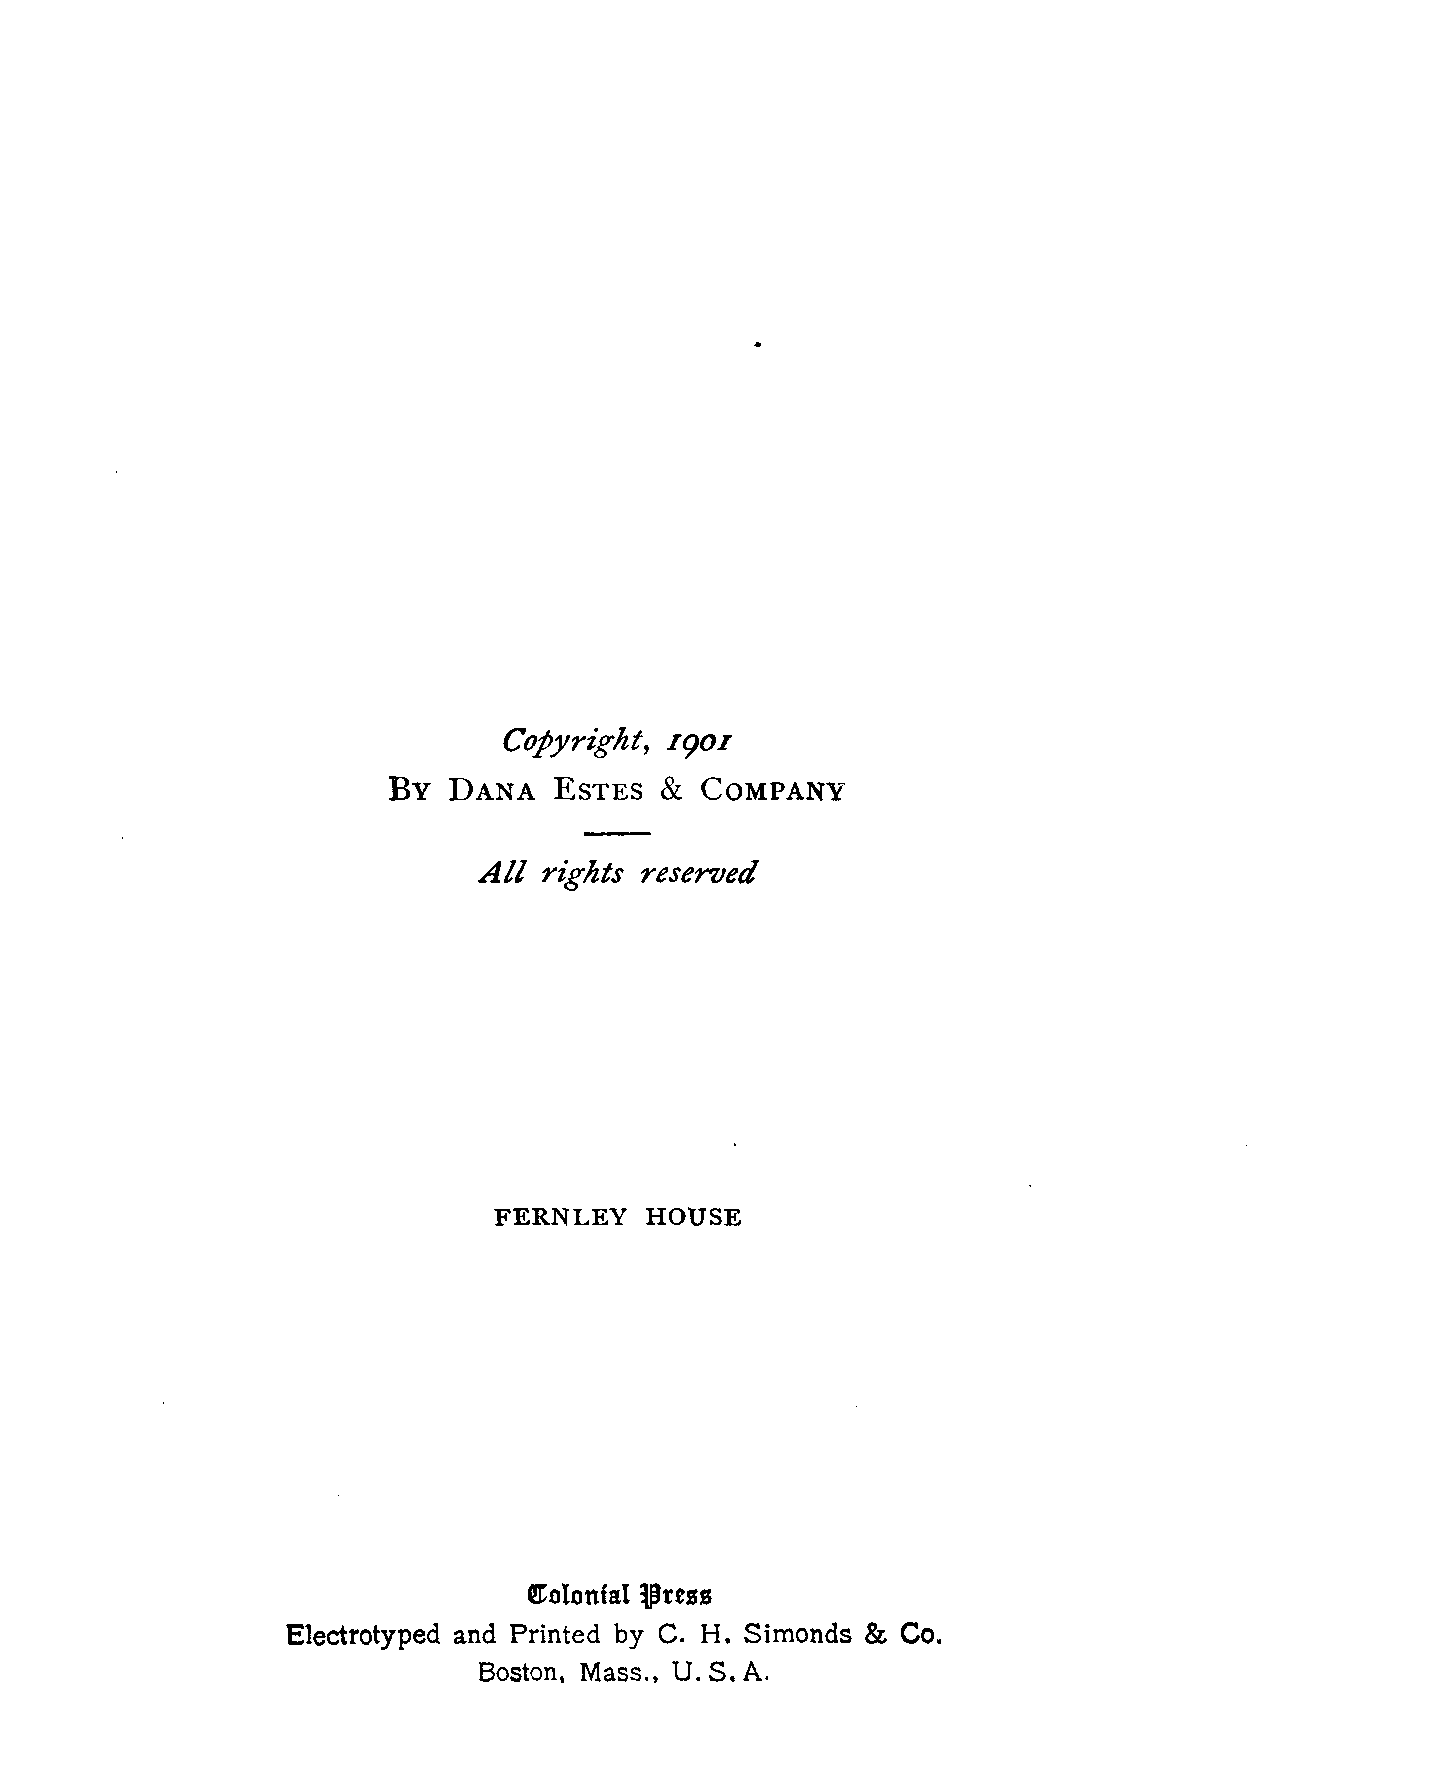 Copyright, 1901
By Dana Estes & Company
All rights reserved
FERNLEY HOUSE
Colonial Press
Electrotyped and Printed by C. H. Simonds & Co.
Boston, Mass., U. S. A.